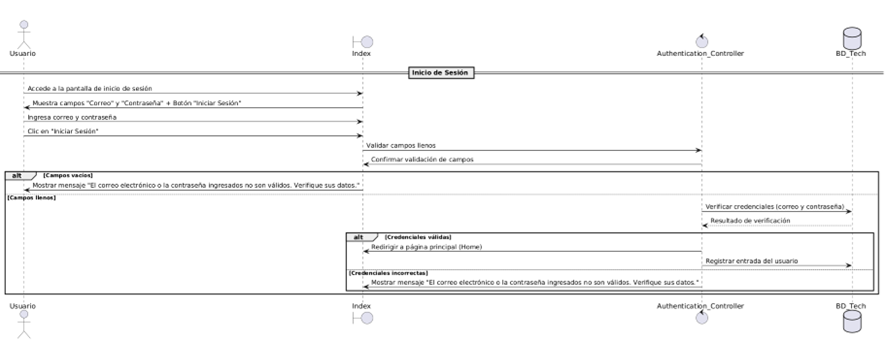 Usuario Index Authentication_Controller BD_Tech
Inicio de Sesión
Accede a la pantalla de inicio de sesión
Muestra campos "Correo" y "Contraseña" + Botón "Iniciar Sesión"
Ingresa correo y contraseña
Clic en "Iniciar Sesión"
Validar campos llenos
Confirmar validación de campos
alt [Campos vacíos]
Mostrar mensaje "El correo electrónico o la contraseña ingresados no son válidos. Verifique sus datos."
[Campos llenos]
Verificar credenciales (correo y contraseña)
Resultado de verificación
alt [Credenciales válidas]
Redirigir a página principal (Home)
Registrar entrada del usuario
[Credenciales incorrectas]
Mostrar mensaje "El correo electrónico o la contraseña ingresados no son válidos. Verifique sus datos."
Usuario Index Authentication_Controller BD_Tech